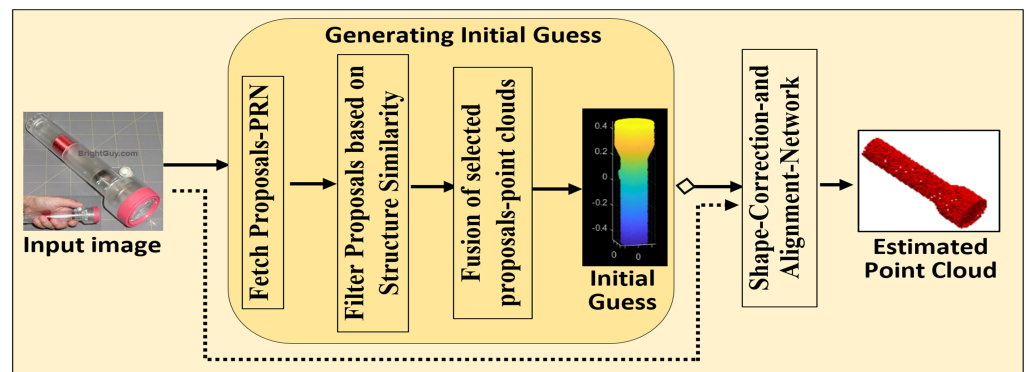 Generating Initial Guess
BrightGuy.com
Input image
Fetch Proposals-PRN
Filter Proposals based on
Structure Similarity
Fusion of selected
proposals-point clouds
0.4
0.2
0
-0.2
-0.4
0
0
Initial
Guess
Shape-Correction-and
Alignment-Network
Estimated
Point Cloud